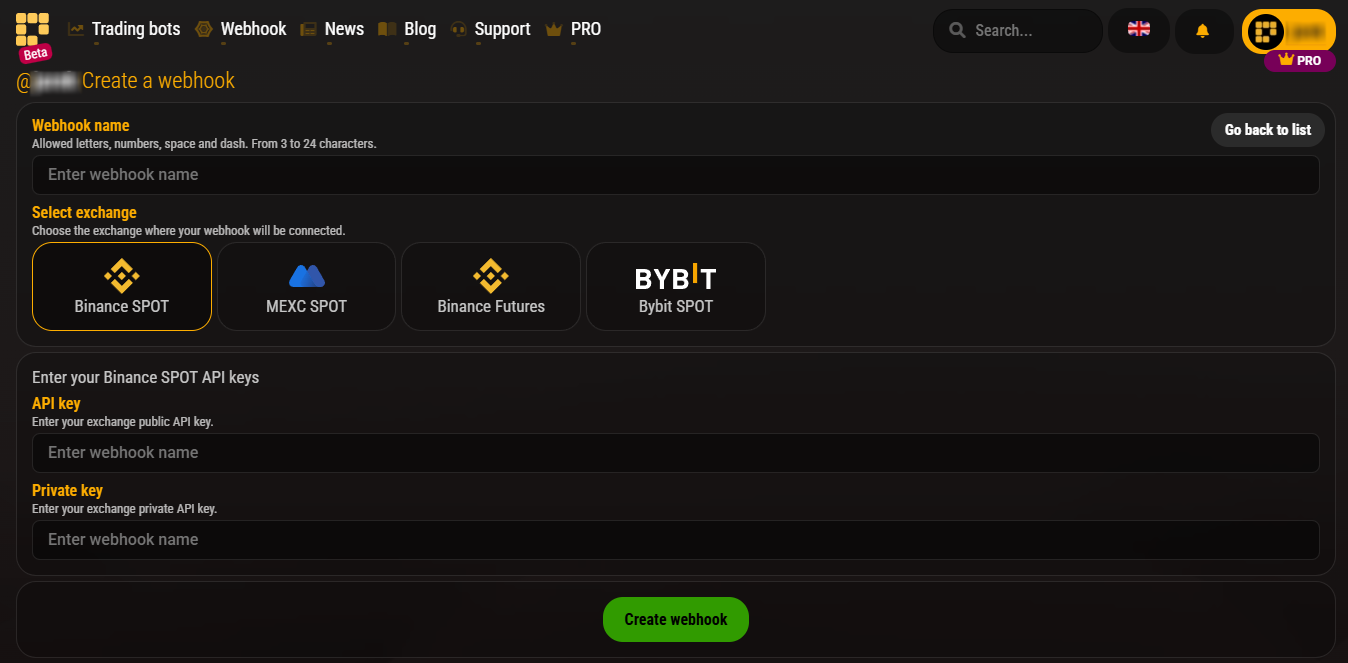 Trading bots Webhook News Blog Support PRO Search...
Beta
PRO
@ Create a webhook
Webhook name
Allowed letters, numbers, space and dash. From 3 to 24 characters.
Go back to list
Enter webhook name
Select exchange
Choose the exchange where your webhook will be connected.
BYBIT
Binance SPOT MEXC SPOT Binance Futures Bybit SPOT
Enter your Binance SPOT API keys
API key
Enter your exchange public API key.
Enter webhook name
Private key
Enter your exchange private API key.
Enter webhook name
Create webhook